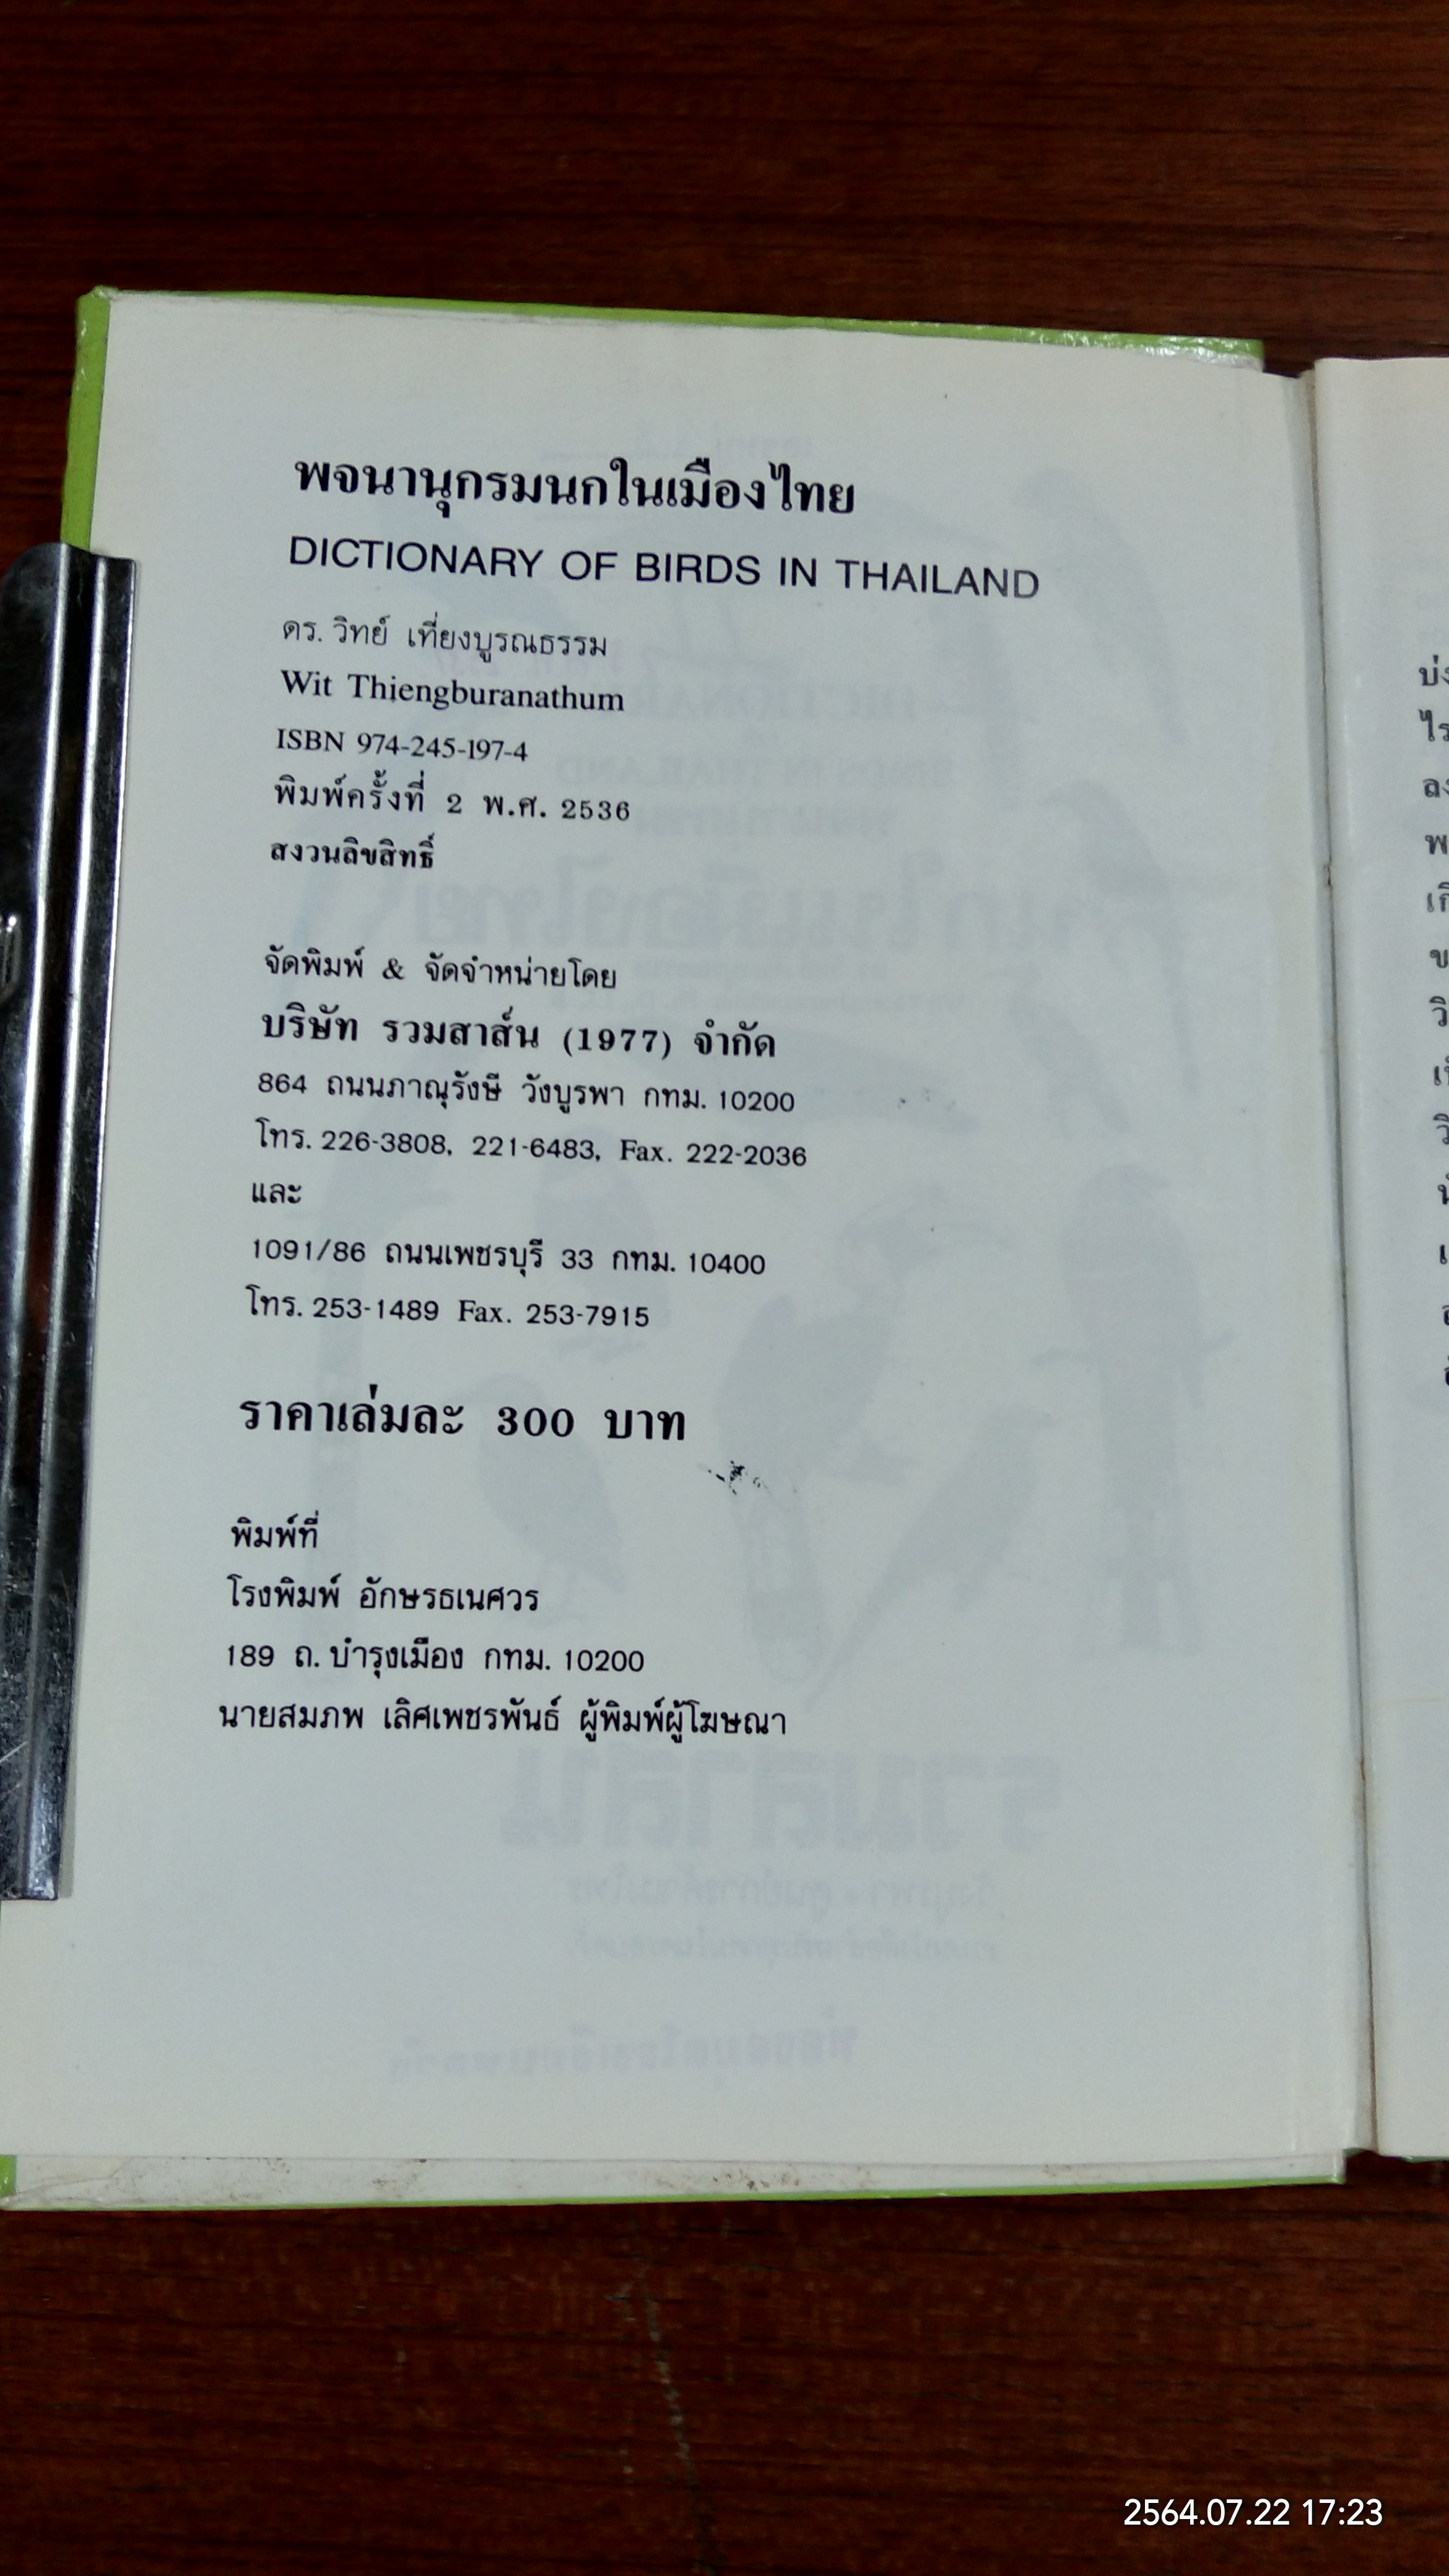 พจนานุกรมนกในเมืองไทย
DICTIONARY OF BIRDS IN THAILAND
ดร. วิทย์ เที่ยงบูรณธรรม
Wit Thiengburanathum
ISBN 974-245-197-4
พิมพ์ครั้งที่ 2 พ.ศ. 2536
สงวนลิขสิทธิ์
จัดพิมพ์ & จัดจำหน่ายโดย
บริษัท รวมสาส์น (1977) จำกัด
864 ถนนภาณุรังษี วังบูรพา กทม. 10200
โทร. 226-3808, 221-6483, Fax. 222-2036
และ
1091/86 ถนนเพชรบุรี 33 กทม. 10400
โทร. 253-1489 Fax. 253-7915
ราคาเล่มละ 300 บาท
พิมพ์ที่
โรงพิมพ์ อักษรธเนศวร
189 ถ. บำรุงเมือง กทม. 10200
นายสมภพ เลิศเพชรพันธ์ ผู้พิมพ์ผู้โฆษณา
2564.07.22 17:23